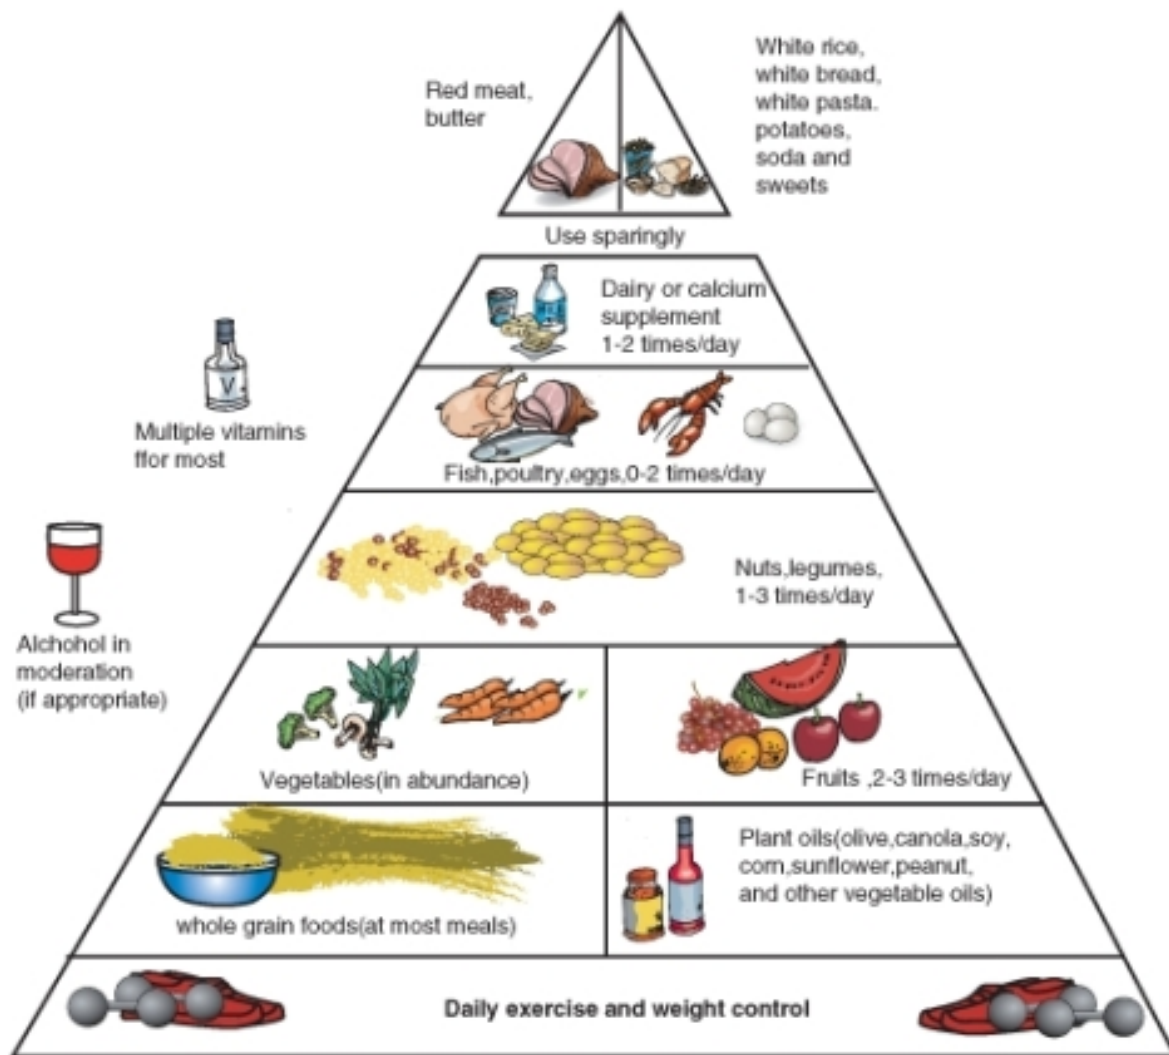 Red meat,
butter
White rice,
white bread,
white pasta.
potatoes,
soda and
sweets
Use sparingly
Dairy or calcium
supplement
1-2 times/day
V
Multiple vitamins
ffor most
Fish,poultry,eggs,0-2 times/day
Nuts,legumes,
1-3 times/day
Alchohol in
moderation
(if appropriate)
Vegetables(in abundance)
Fruits ,2-3 times/day
whole grain foods(at most meals)
Plant oils(olive,canola,soy,
corn,sunflower,peanut,
and other vegetable oils)
Daily exercise and weight control